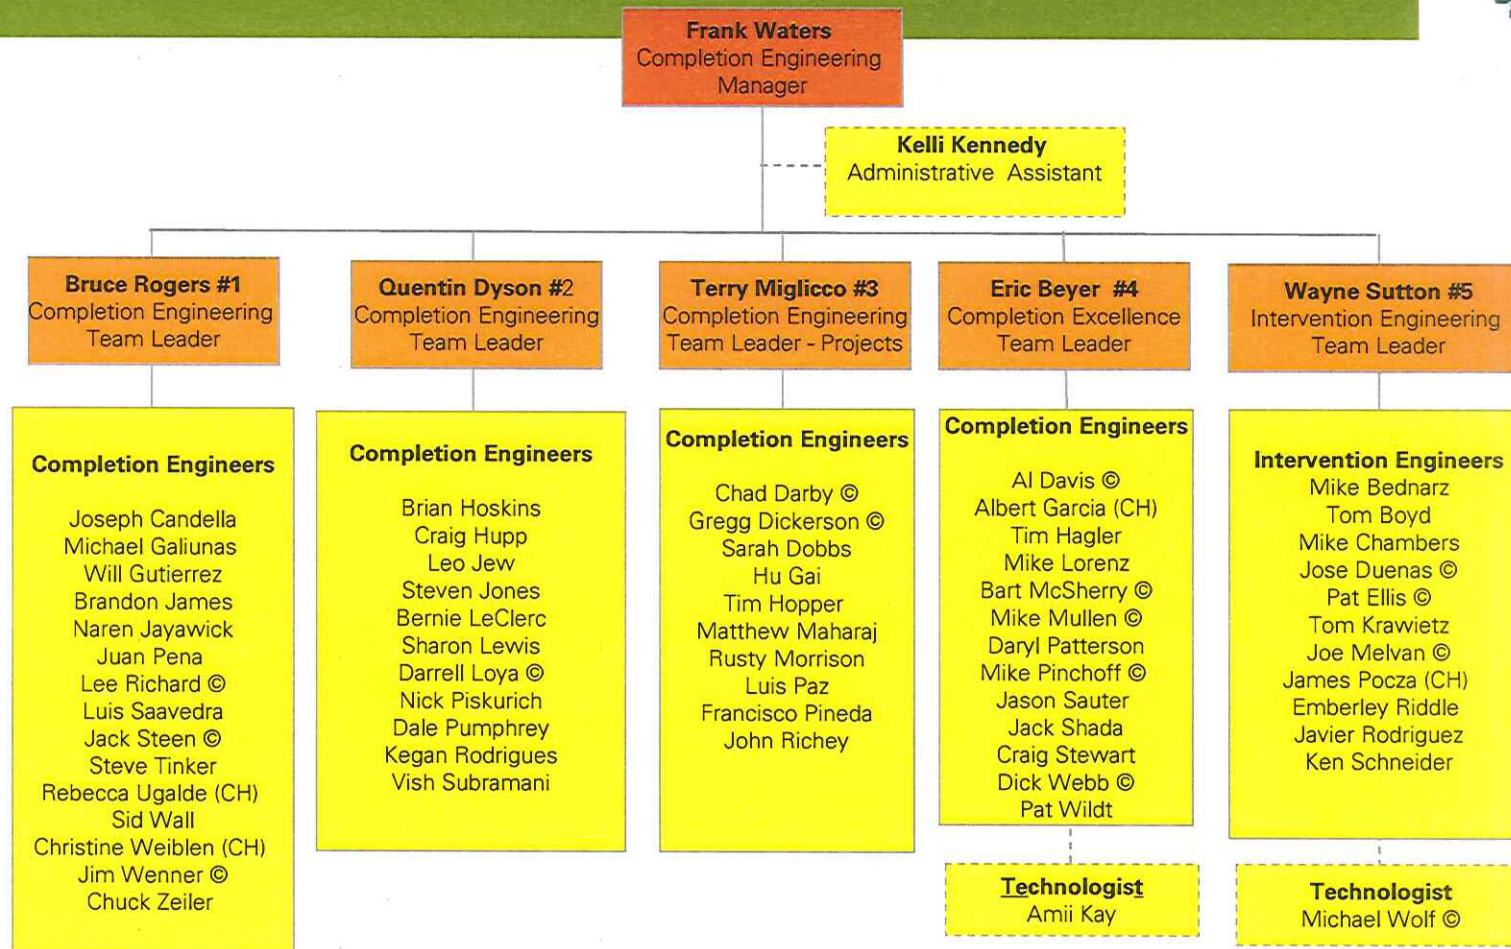 Frank Waters
Completion Engineering
Manager
Kelli Kennedy
Administrative Assistant
Bruce Rogers #1
Completion Engineering
Team Leader
Quentin Dyson #2
Completion Engineering
Team Leader
Terry Miglicco #3
Completion Engineering
Team Leader - Projects
Eric Beyer #4
Completion Excellence
Team Leader
Wayne Sutton #5
Intervention Engineering
Team Leader
Completion Engineers
Joseph Candella
Michael Galiunas
Will Gutierrez
Brandon James
Naren Jayawick
Juan Pena
Lee Richard ©
Luis Saavedra
Jack Steen ©
Steve Tinker
Rebecca Ugalde (CH)
Sid Wall
Christine Weiblen (CH)
Jim Wenner ©
Chuck Zeiler
Completion Engineers
Brian Hoskins
Craig Hupp
Leo Jew
Steven Jones
Bernie LeClerc
Sharon Lewis
Darrell Loya ©
Nick Piskurich
Dale Pumphrey
Kegan Rodrigues
Vish Subramani
Completion Engineers
Chad Darby ©
Gregg Dickerson ©
Sarah Dobbs
Hu Gai
Tim Hopper
Matthew Maharaj
Rusty Morrison
Luis Paz
Francisco Pineda
John Richey
Completion Engineers
Al Davis ©
Albert Garcia (CH)
Tim Hagler
Mike Lorenz
Bart McSherry ©
Mike Mullen ©
Daryl Patterson
Mike Pinchoff ©
Jason Sauter
Jack Shada
Craig Stewart
Dick Webb ©
Pat Wildt
Technologist
Amii Kay
Intervention Engineers
Mike Bednarz
Tom Boyd
Mike Chambers
Jose Duenas ©
Pat Ellis ©
Tom Krawietz
Joe Melvan ©
James Pocza (CH)
Emberley Riddle
Javier Rodriguez
Ken Schneider
Technologist
Michael Wolf ©